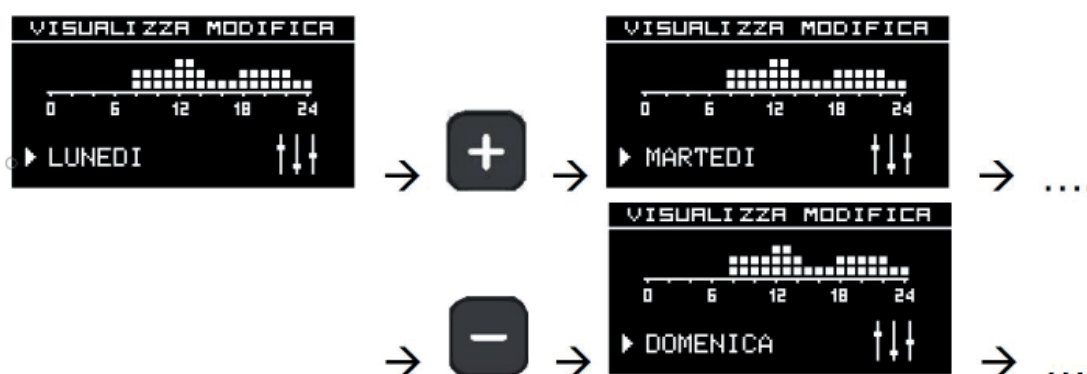 VISUALIZZA MODIFICA
0 6 12 18 24
LUNEDI
→ + →
VISUALIZZA MODIFICA
0 6 12 18 24
MARTEDI
→ ....
→ - →
VISUALIZZA MODIFICA
0 6 12 18 24
DOMENICA
→ ....